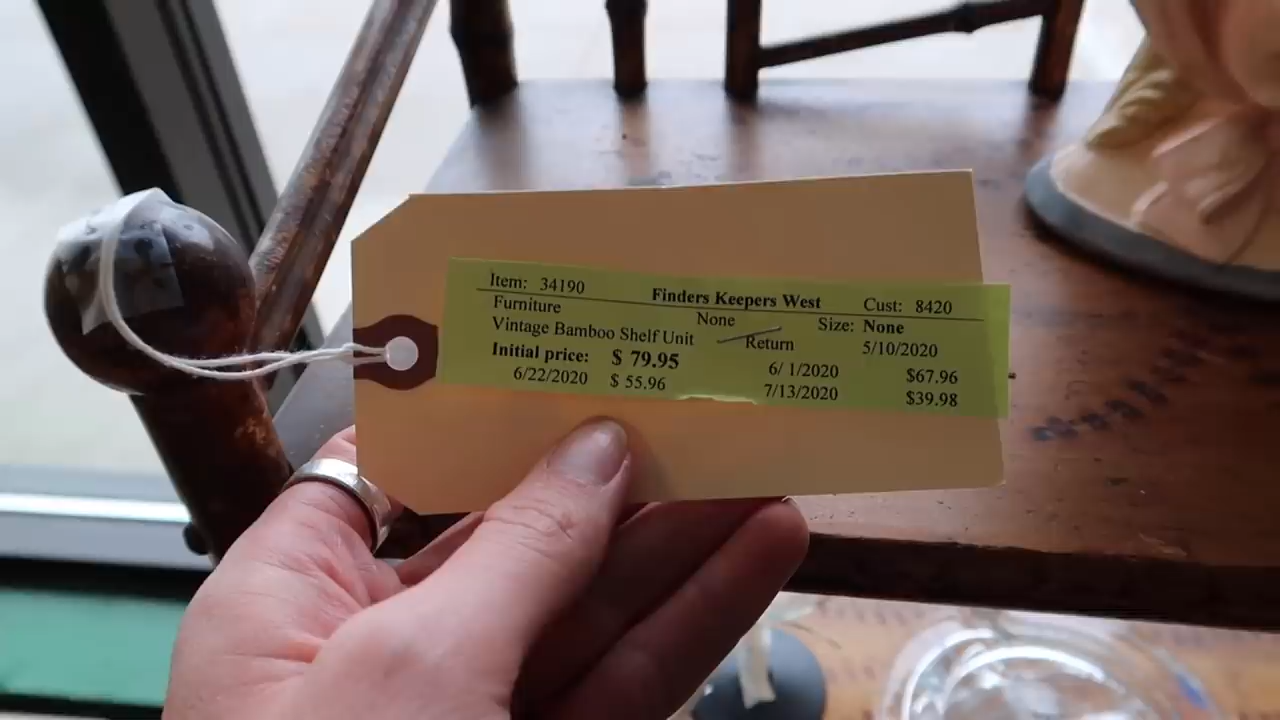 Item: 34190 Finders Keepers West Cust: 8420
Furniture None Size: None
Vintage Bamboo Shelf Unit Return 5/10/2020
Initial price: $ 79.95 6/ 1/2020 $67.96
6/22/2020 $ 55.96 7/13/2020 $39.98